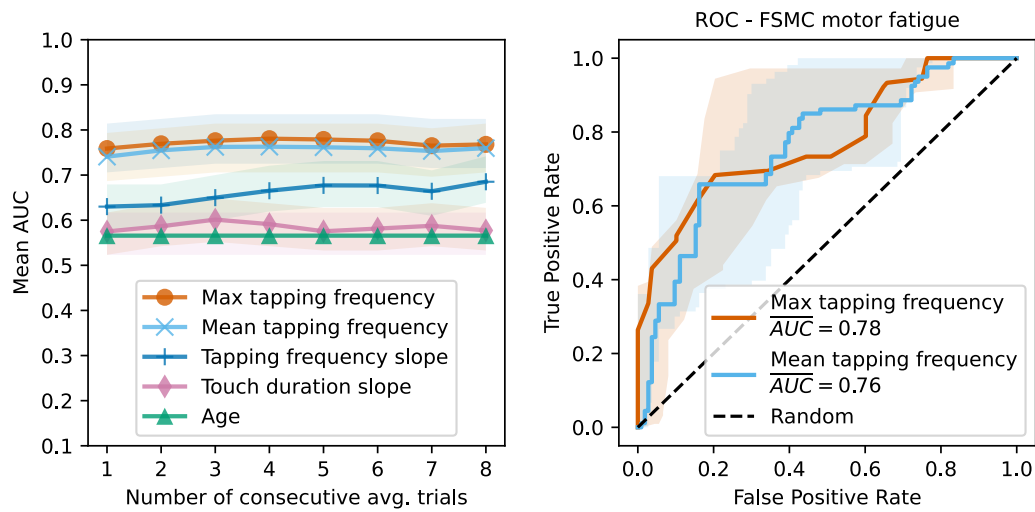 1.0
0.9
0.8
0.7
0.6
0.5
0.4
0.3
0.2
0.1
Mean AUC
Max tapping frequency
Mean tapping frequency
Tapping frequency slope
Touch duration slope
Age
1 2 3 4 5 6 7 8
Number of consecutive avg. trials
ROC - FSMC motor fatigue
1.0
0.8
0.6
0.4
0.2
0.0
True Positive Rate
Max tapping frequency
AUC = 0.78
Mean tapping frequency
AUC = 0.76
Random
0.0 0.2 0.4 0.6 0.8 1.0
False Positive Rate